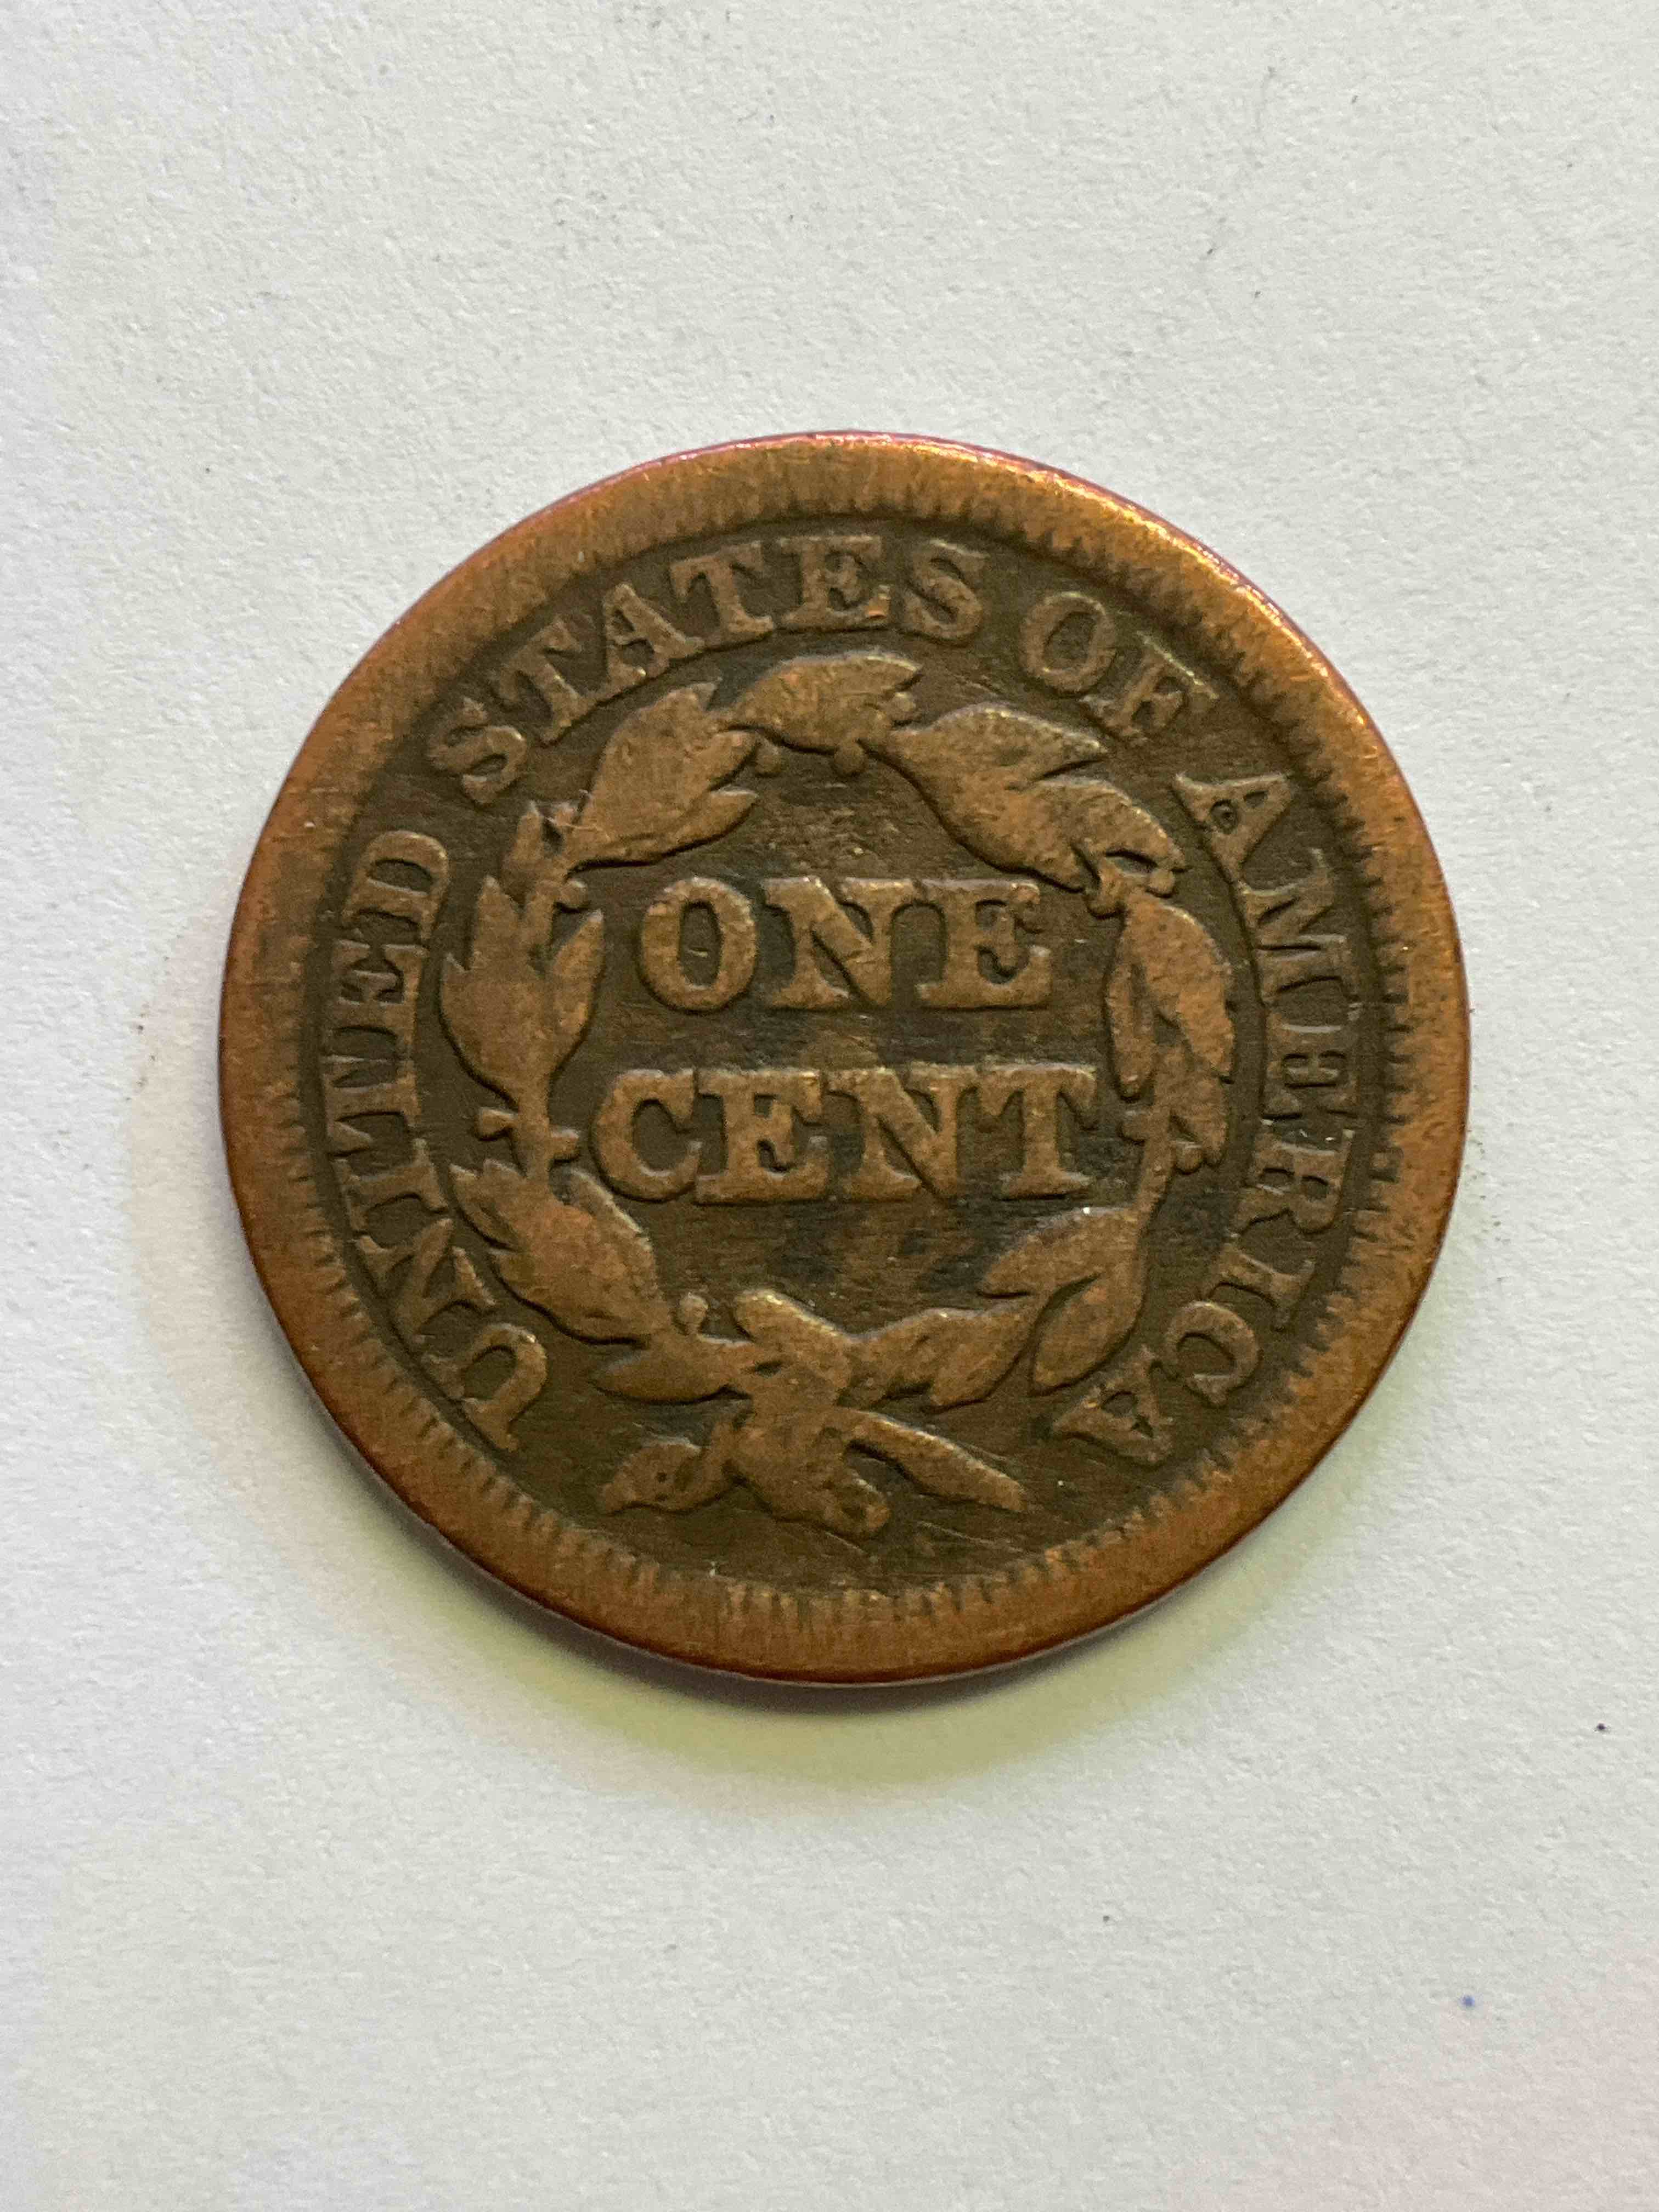 UNITED STATES OF AMERICA
ONE
CENT